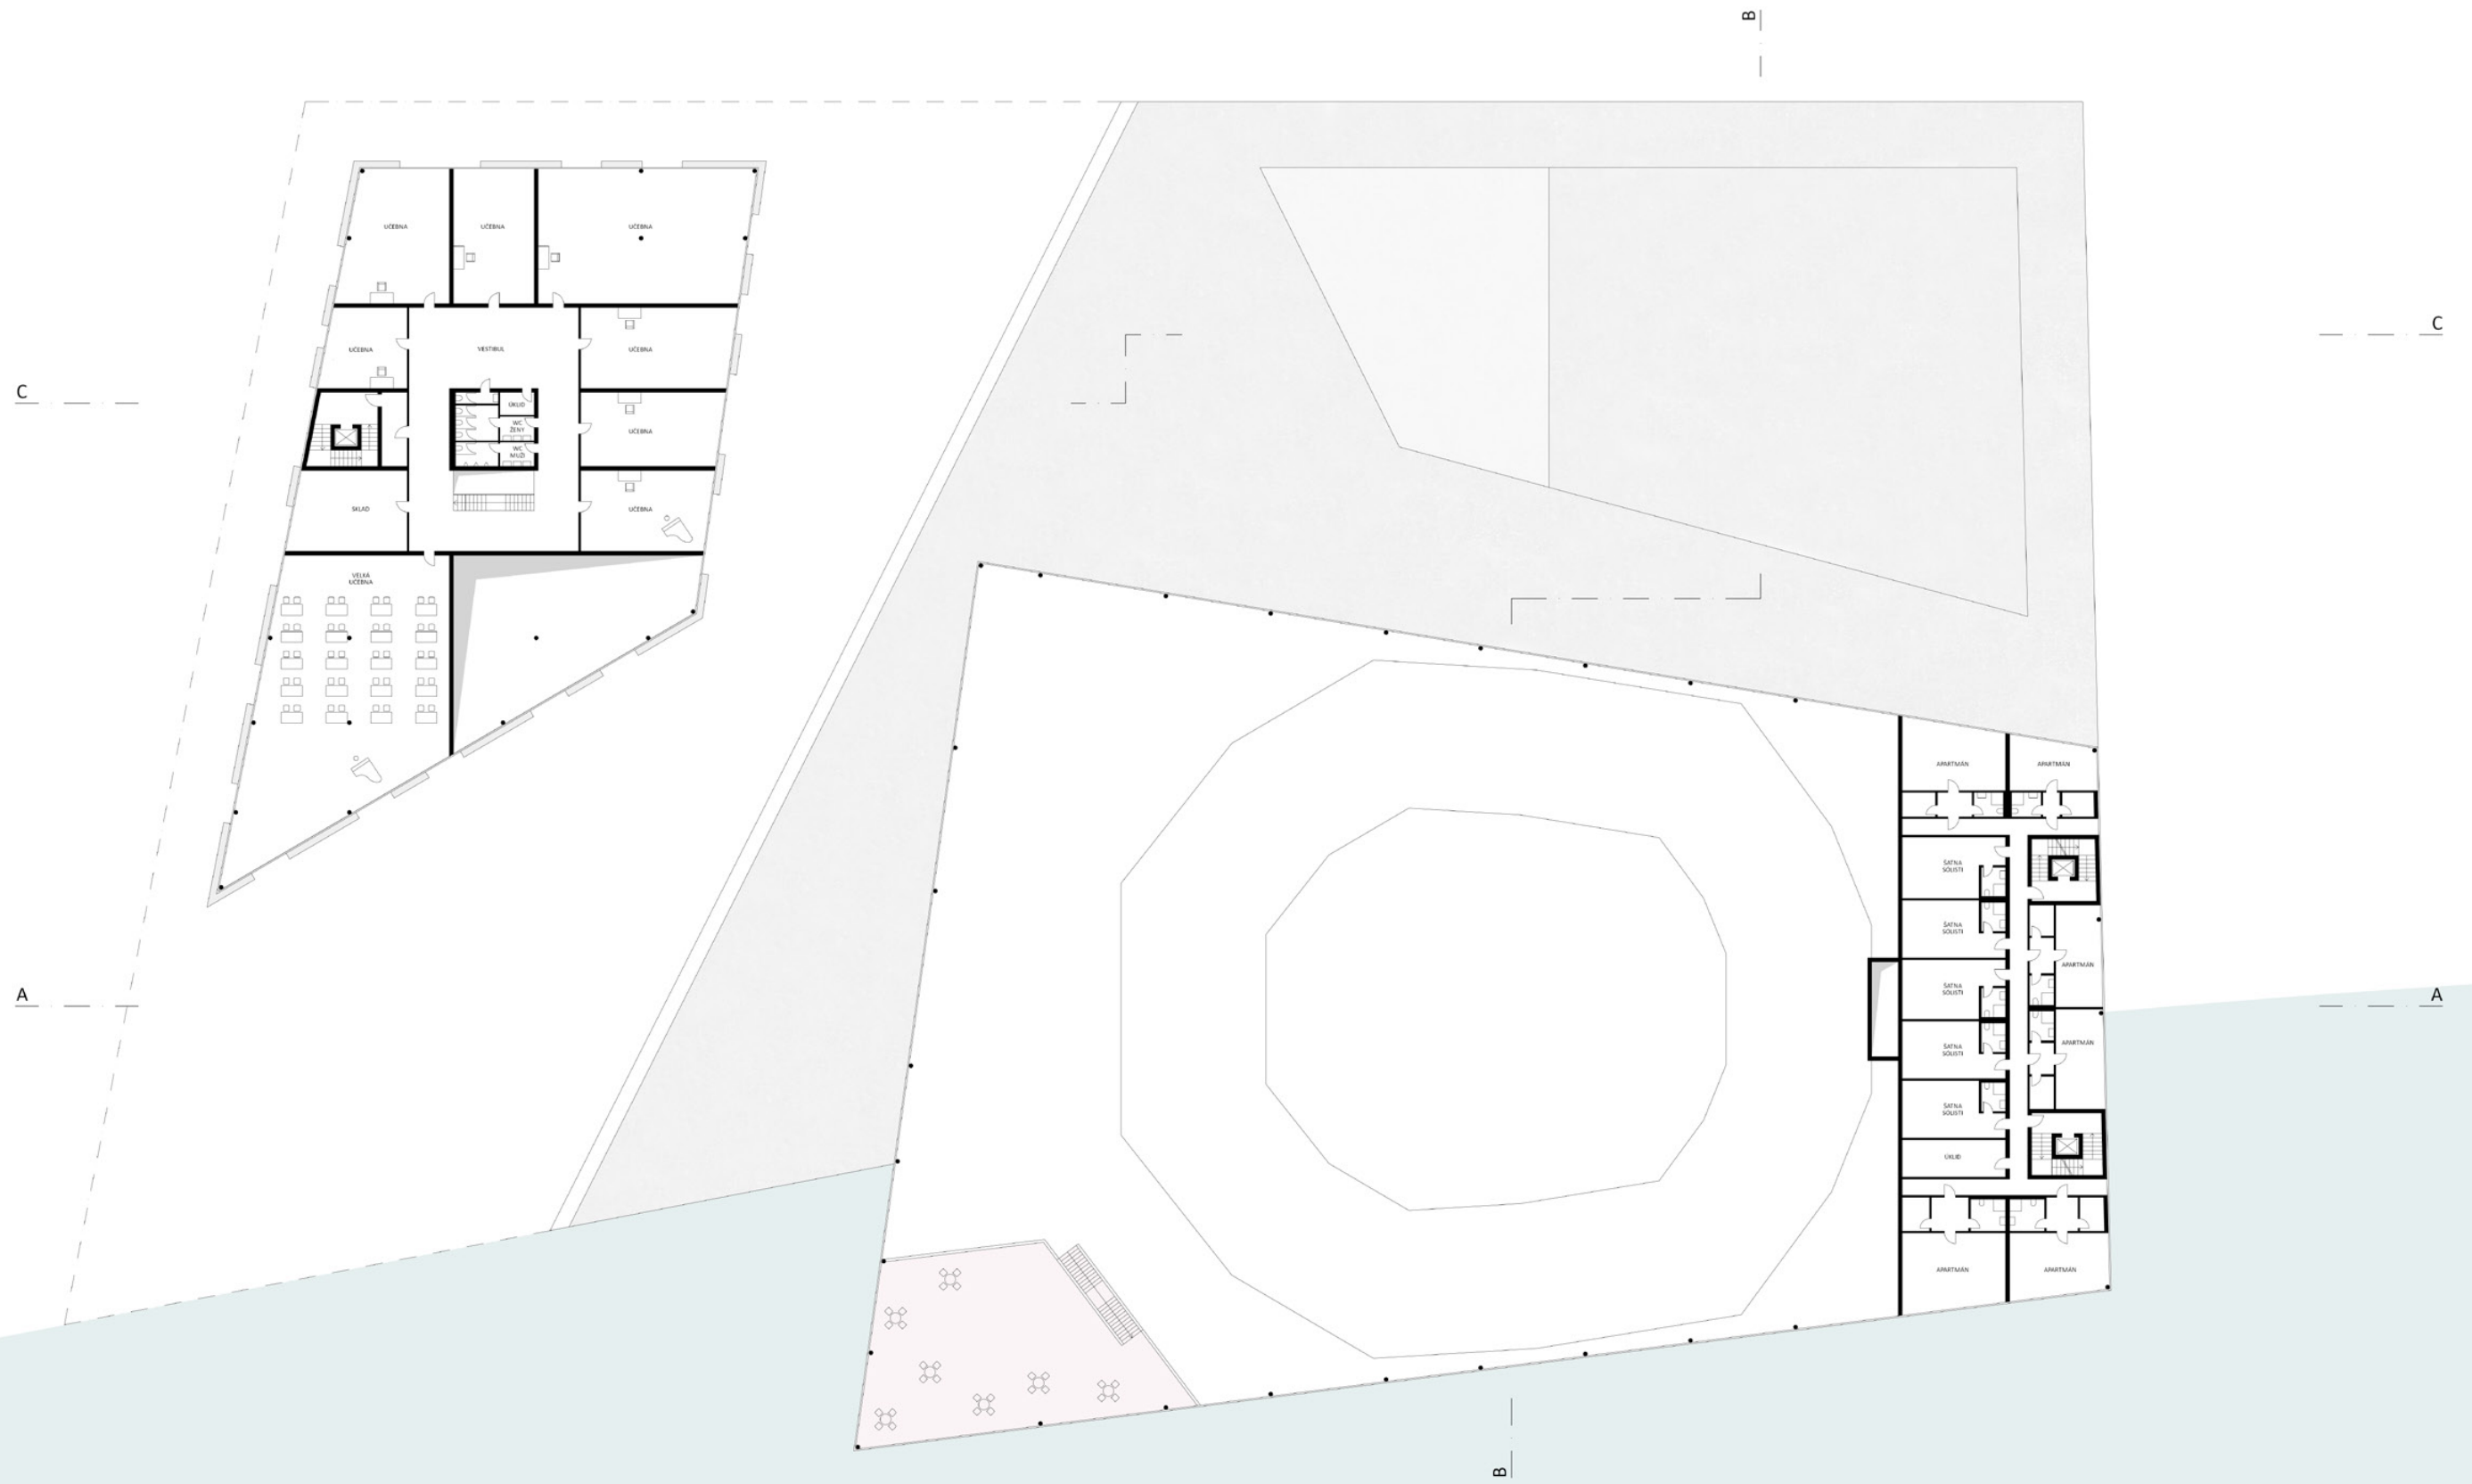 B
UČEBNA
UČEBNA
UČEBNA
C
UČEBNA
VESTIBUL
UČEBNA
C
ÚKLID
WC
ŽENY
UČEBNA
WC
MUŽI
SKLAD
UČEBNA
VELKÁ
UČEBNA
APARTMÁN
APARTMÁN
ŠATNA
SÓLISTI
ŠATNA
SÓLISTI
APARTMÁN
ŠATNA
SÓLISTI
A
A
APARTMÁN
ŠATNA
SÓLISTI
ŠATNA
SÓLISTI
ÚKLID
APARTMÁN
APARTMÁN
B